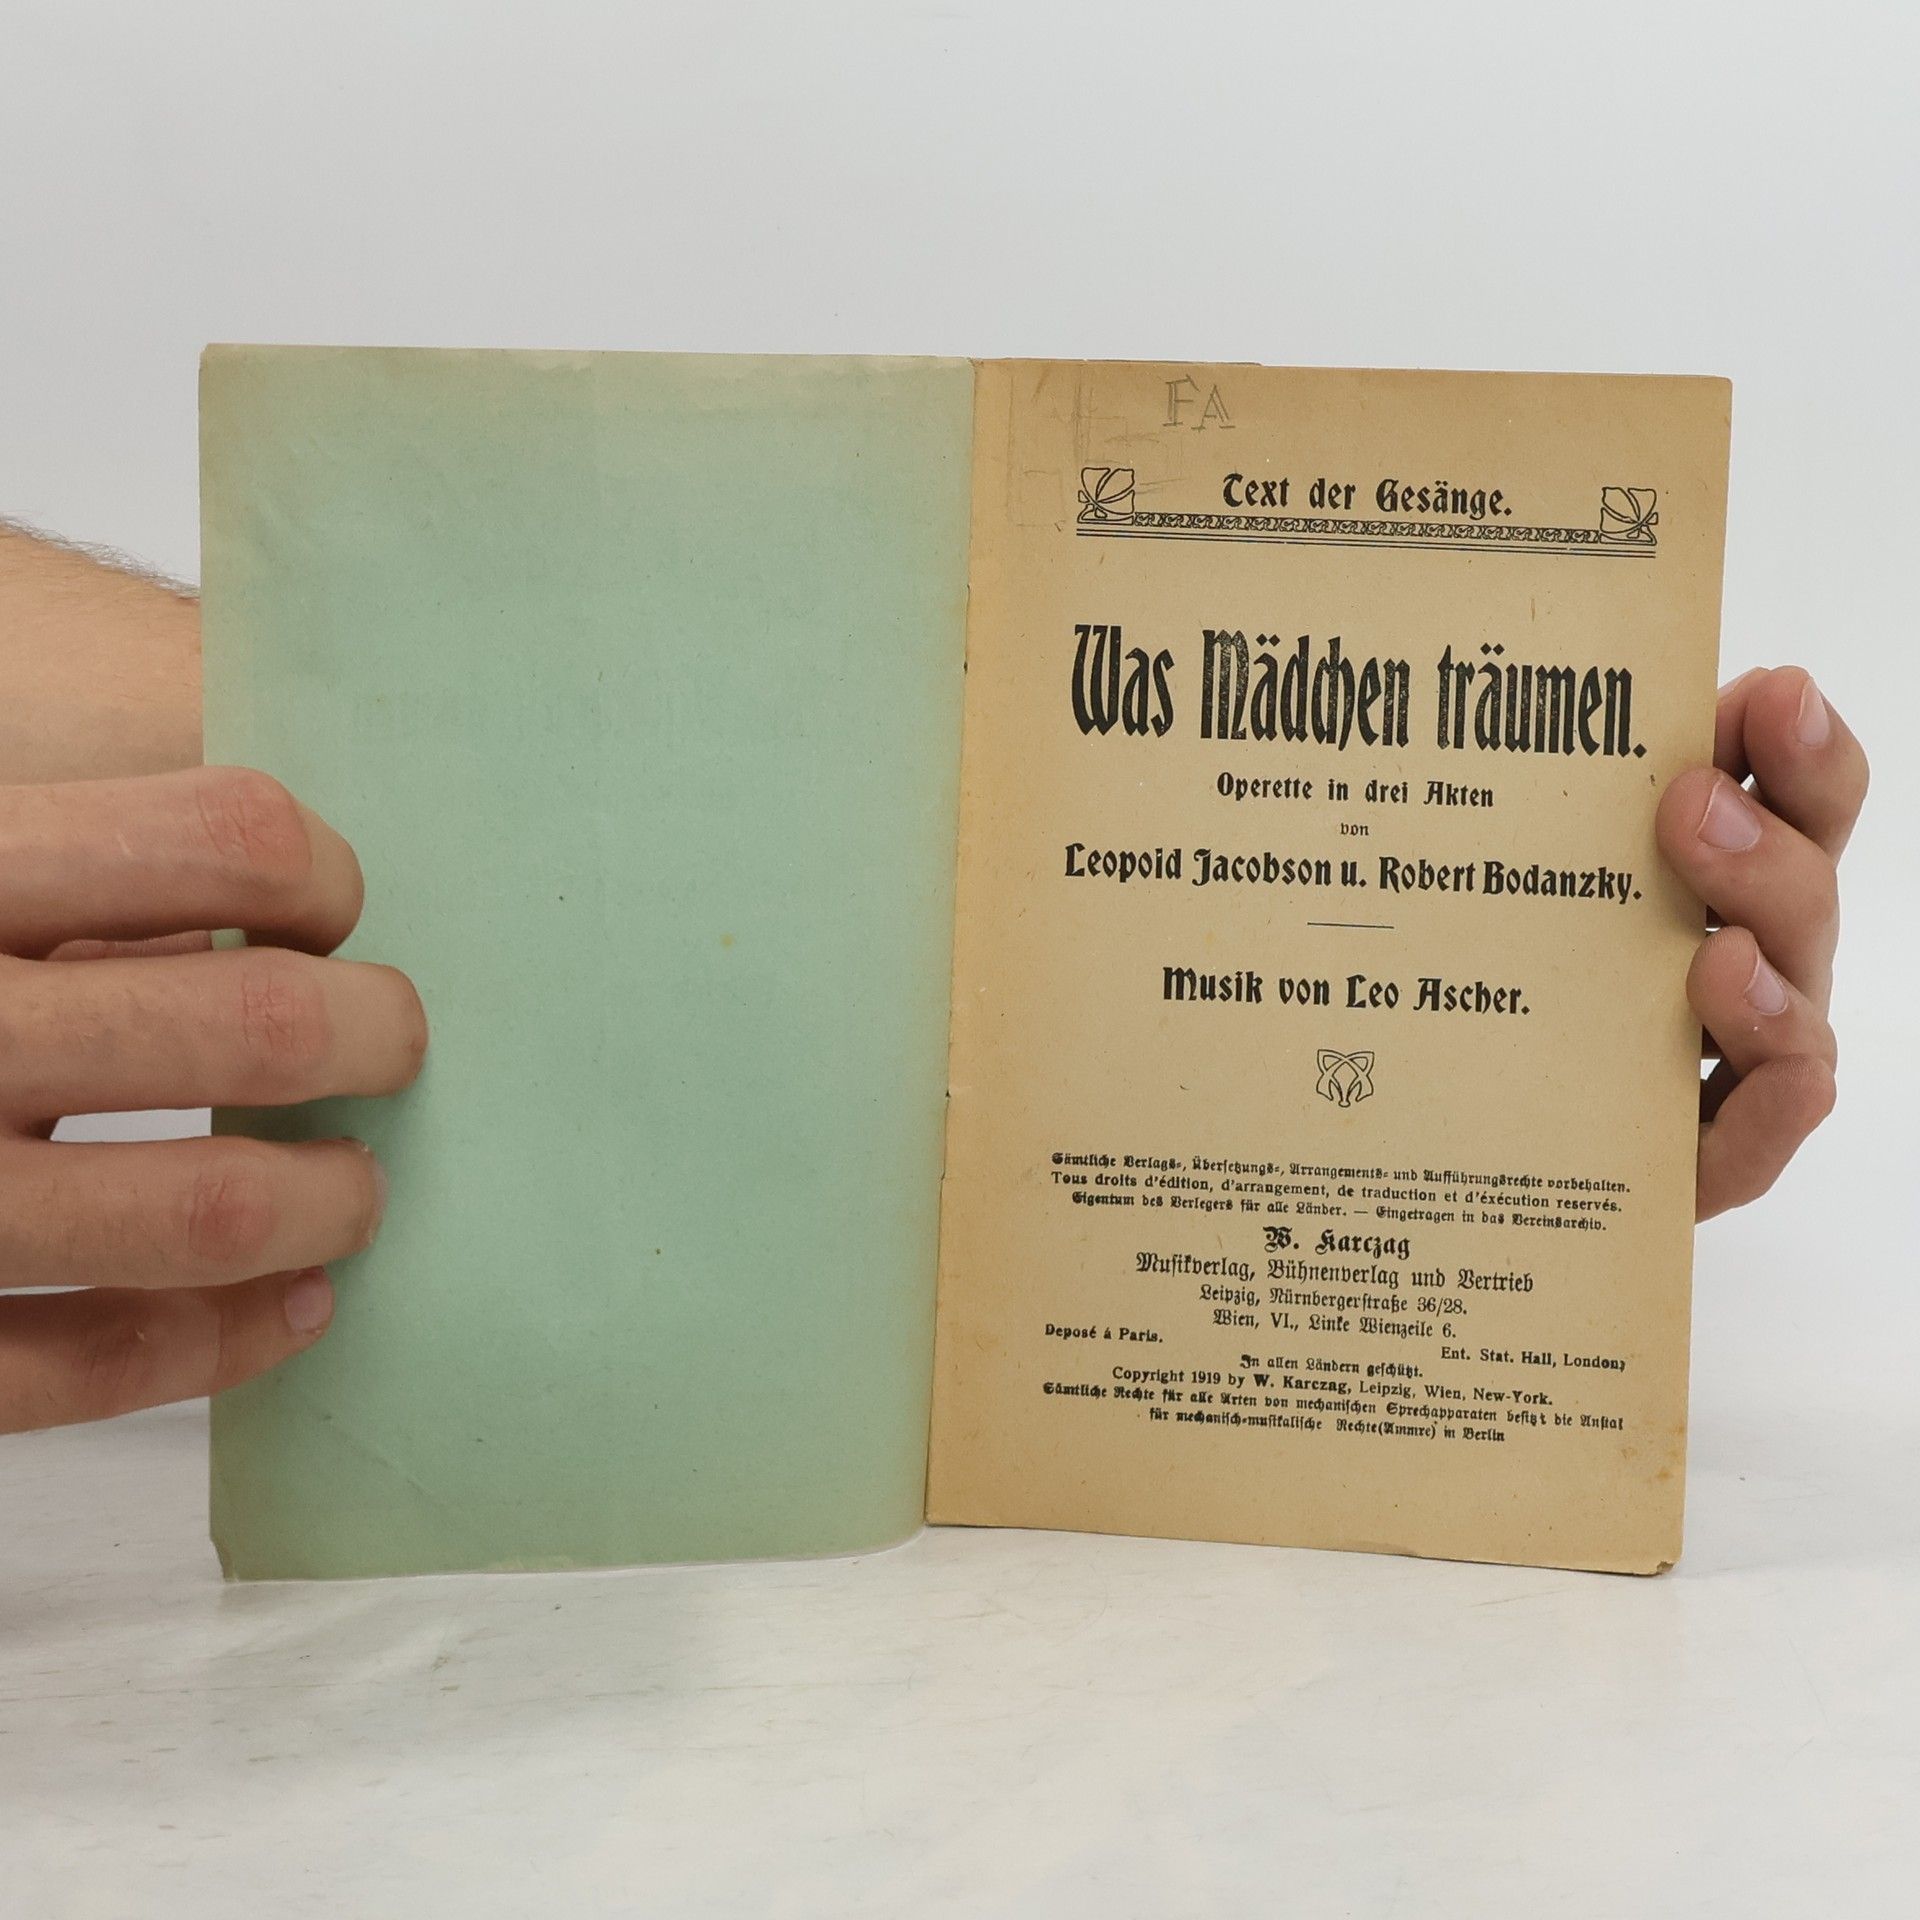 FA
Text der Gesänge.
Was Mädchen träumen.
Operette in drei Akten
von
Leopold Jacobson u. Robert Bodanzky.
Musik von Leo Ascher.
Sämtliche Verlags-, Übersetzungs-, Arrangements- und Aufführungsrechte vorbehalten.
Tous droits d'édition, d'arrangement, de traduction et d'éxécution reservés.
Eigentum des Verlegers für alle Länder. — Eingetragen in das Vereinsarchiv.
W. Karczag
Musikverlag, Bühnenverlag und Vertrieb
Leipzig, Nürnbergerstraße 36/28.
Wien, VI., Linke Wienzeile 6.
Deposé á Paris.
Ent. Stat. Hall, London;
In allen Ländern geschützt.
Copyright 1919 by W. Karczag, Leipzig, Wien, New-York.
Sämtliche Rechte für alle Arten von mechanischen Sprechapparaten besitzt die Anstal
für mechanisch-musikalische Rechte (Ammre) in Berlin